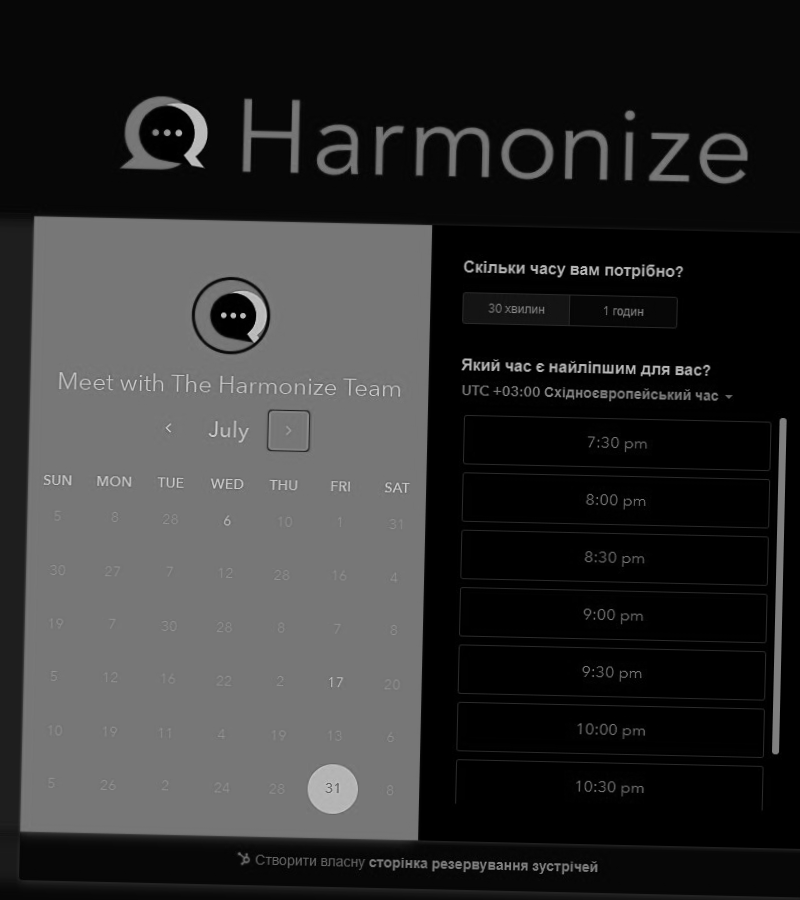 Harmonize
Meet with The Harmonize Team
July
SUN MON TUE WED THU FRI SAT
5 8 28 6 10 1 31
30 27 7 12 28 16 4
19 7 30 28 8 7 8
5 12 16 22 2 17 20
10 19 11 4 19 13 6
5 26 2 24 28 31 8
Скільки часу вам потрібно?
30 хвилин 1 годин
Який час є найліпшим для вас?
UTC +03:00 Східноєвропейський час
7:30 pm
8:00 pm
8:30 pm
9:00 pm
9:30 pm
10:00 pm
10:30 pm
Створити власну сторінка резервування зустрічей